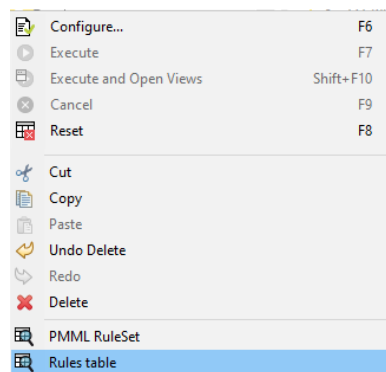 Configure... F6
Execute F7
Execute and Open Views Shift+F10
Cancel F9
Reset F8
Cut
Copy
Paste
Undo Delete
Redo
Delete
PMML RuleSet
Rules table